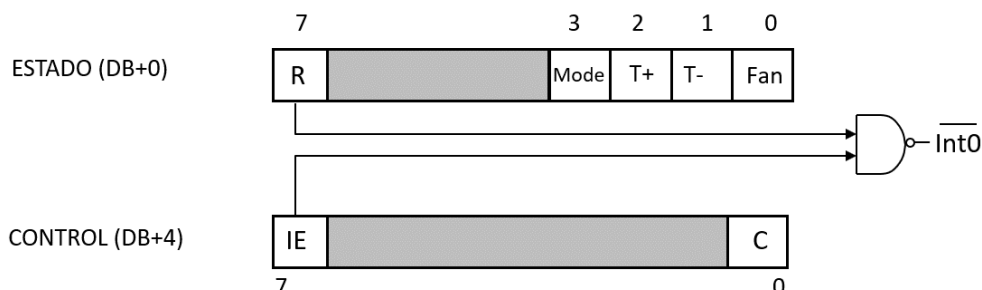 7 3 2 1 0
ESTADO (DB+0) R Mode T+ T- Fan
Int0
CONTROL (DB+4) IE C
7 0